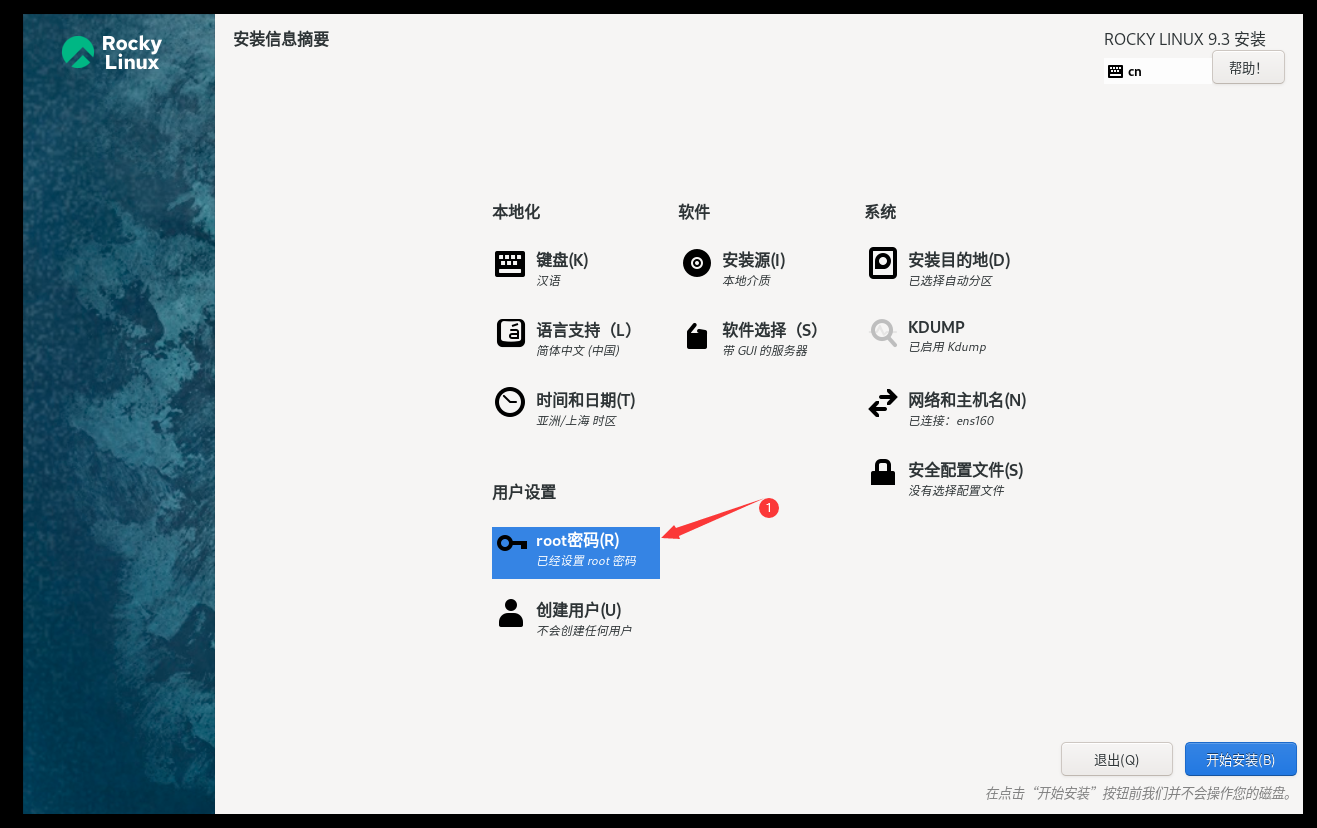 Rocky
Linux
安装信息摘要
ROCKY LINUX 9.3 安装
cn
帮助！
本地化
键盘(K)
汉语
语言支持（L）
简体中文 (中国)
时间和日期(T)
亚洲/上海 时区
软件
安装源(I)
本地介质
软件选择（S）
带 GUI 的服务器
系统
安装目的地(D)
已选择自动分区
KDUMP
已启用 Kdump
网络和主机名(N)
已连接：ens160
安全配置文件(S)
没有选择配置文件
用户设置
root密码(R)
已经设置 root 密码
1
创建用户(U)
不会创建任何用户
退出(Q)
开始安装(B)
在点击“开始安装”按钮前我们并不会操作您的磁盘。